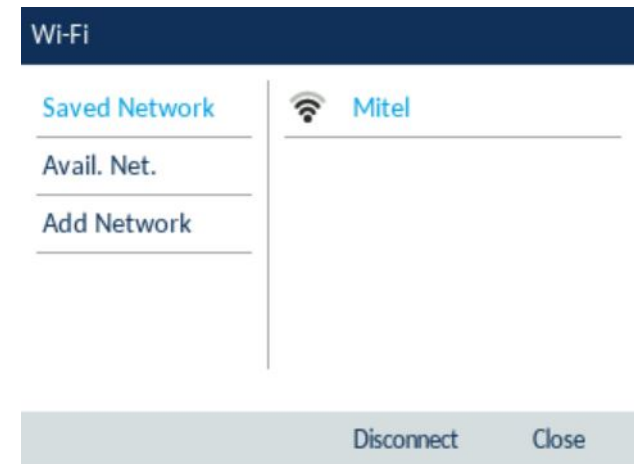 Wi-Fi
Saved Network
Mitel
Avail. Net.
Add Network
Disconnect Close